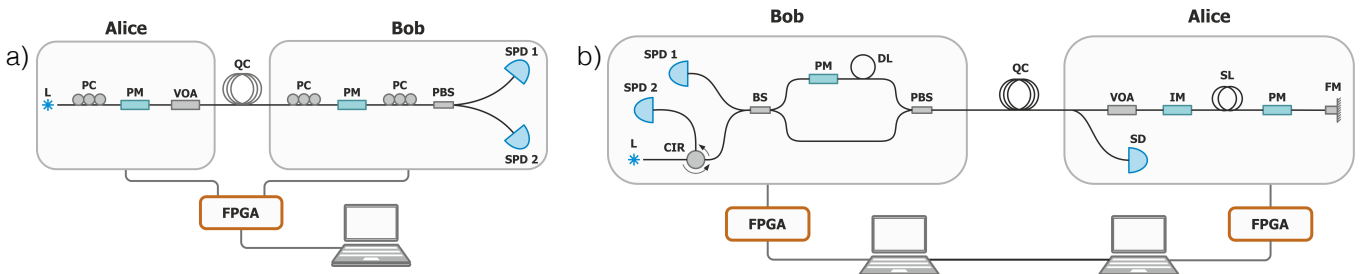 a)
Alice
Bob
L
PC
PM
VOA
QC
PC
PM
PC
PBS
SPD 1
SPD 2
FPGA
b)
Bob
Alice
SPD 1
SPD 2
L
CIR
BS
PM
DL
PBS
QC
VOA
IM
SL
PM
FM
SD
FPGA
FPGA